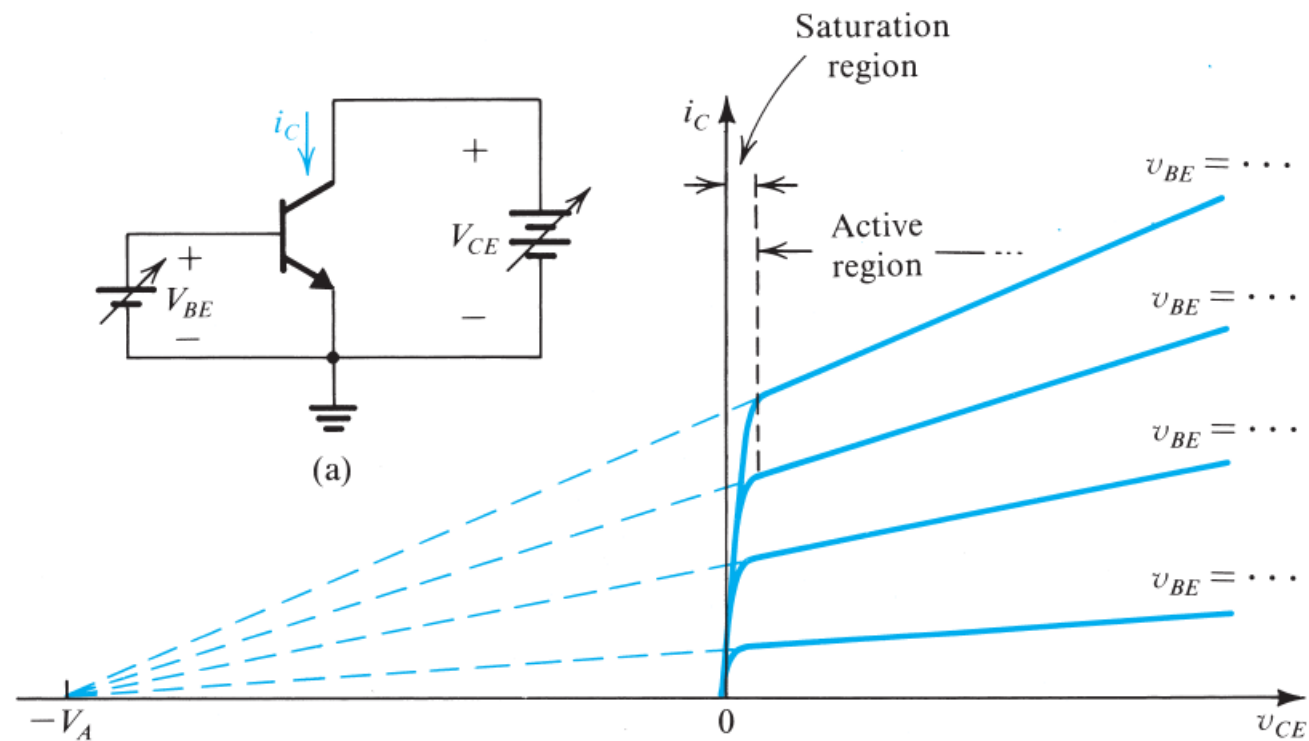 Saturation
region
i_C
i_C
+
V_CE
−
+
V_BE
−
(a)
v_BE = · · ·
Active
region
v_BE = · · ·
v_BE = · · ·
v_BE = · · ·
−V_A
0
v_CE